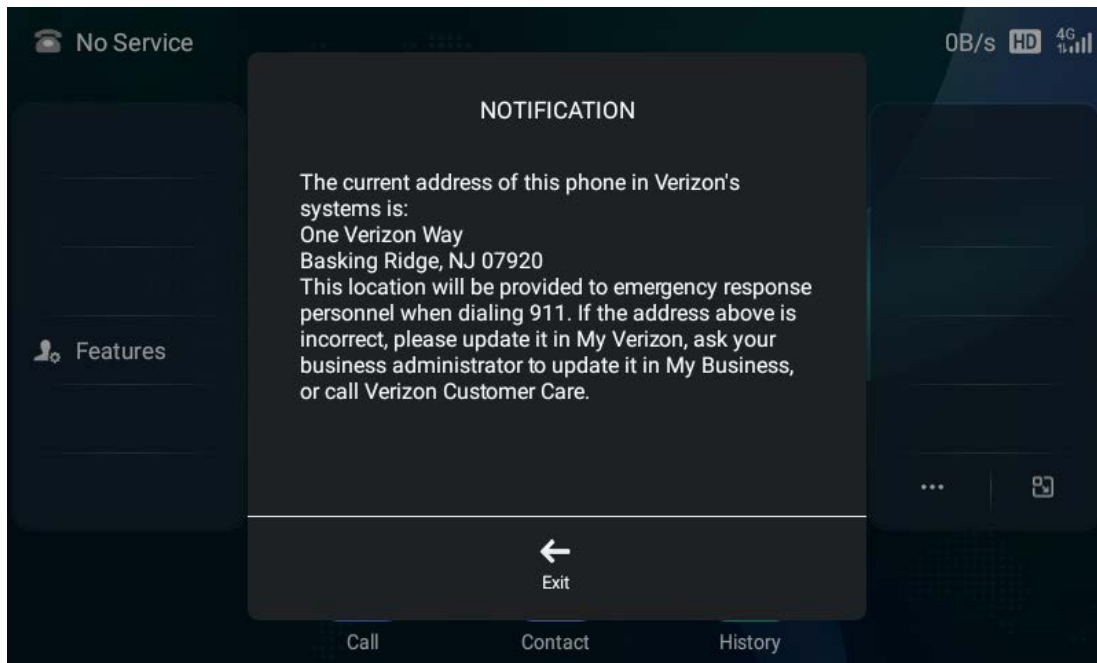 No Service
0B/s HD 4G
NOTIFICATION
The current address of this phone in Verizon's
systems is:
One Verizon Way
Basking Ridge, NJ 07920
This location will be provided to emergency response
personnel when dialing 911. If the address above is
incorrect, please update it in My Verizon, ask your
business administrator to update it in My Business,
or call Verizon Customer Care.
Features
Exit
Call
Contact
History